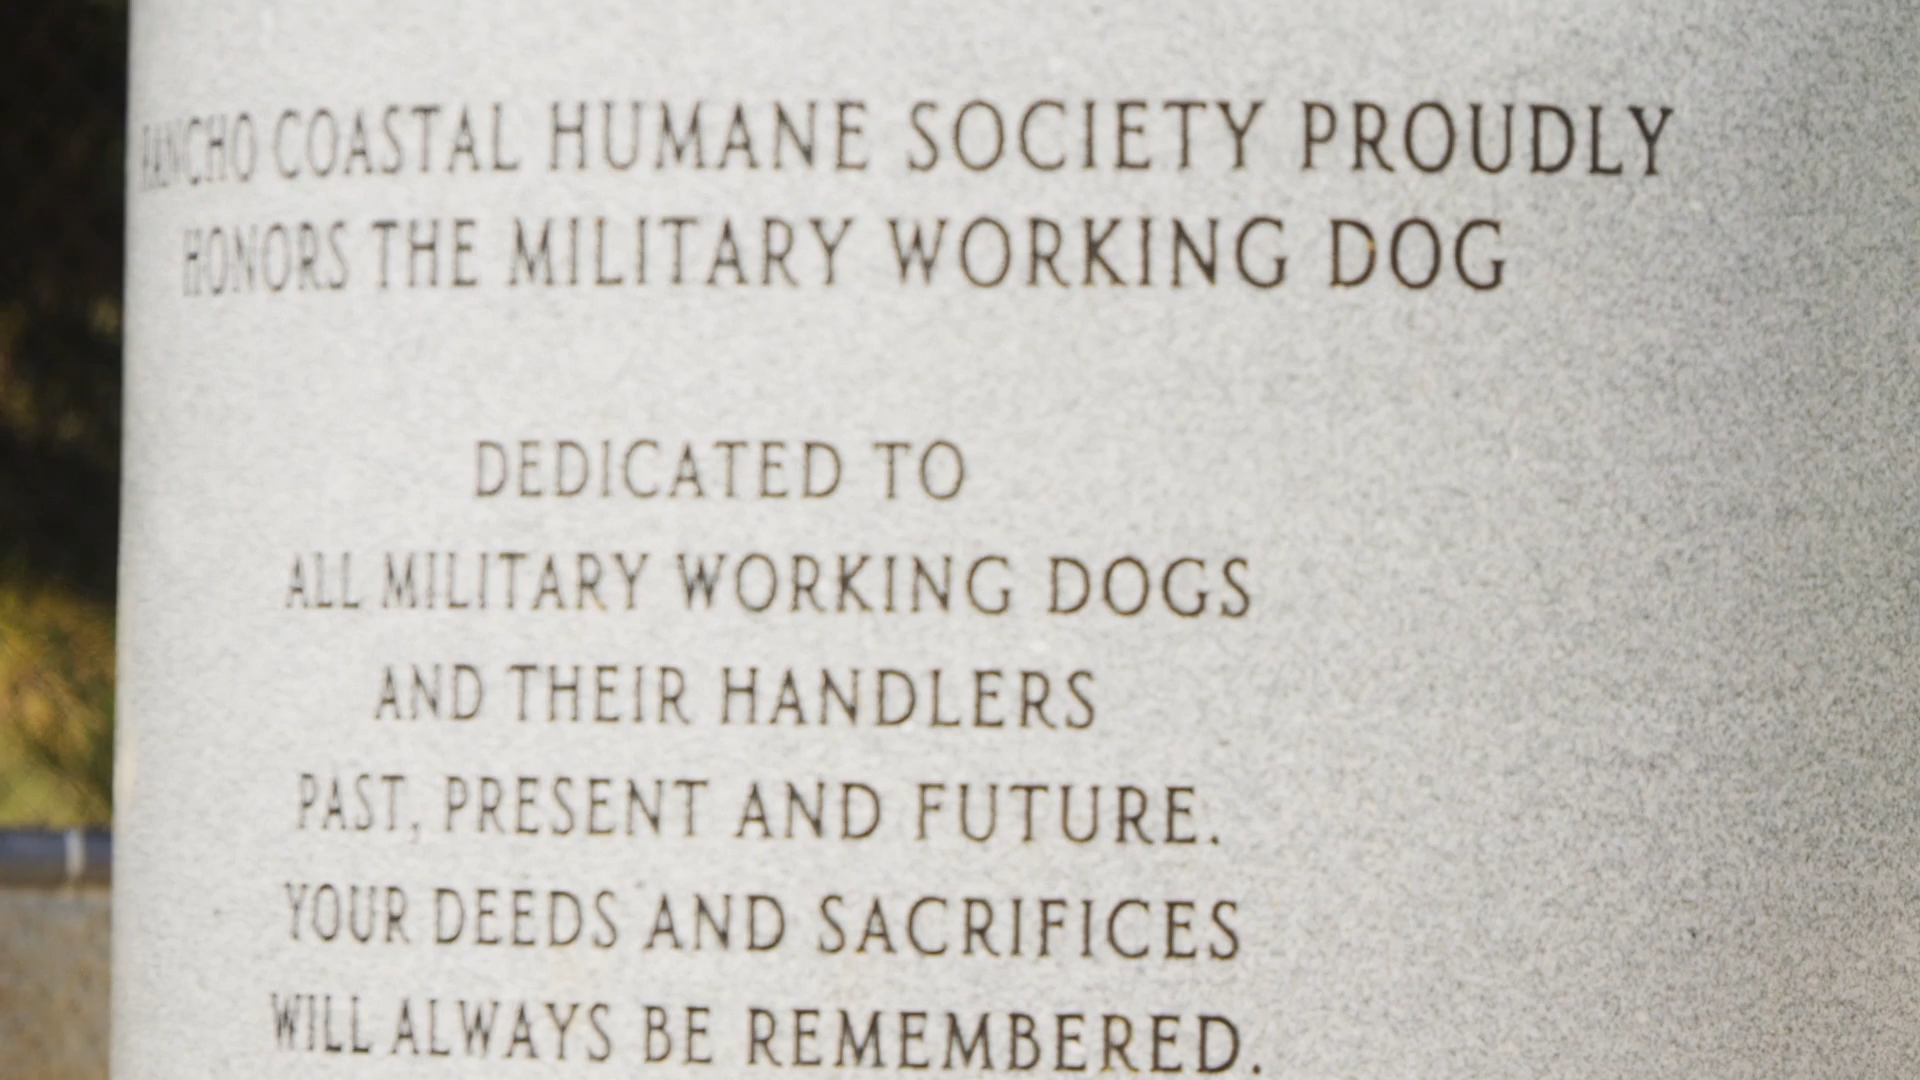 RANCHO COASTAL HUMANE SOCIETY PROUDLY
HONORS THE MILITARY WORKING DOG
DEDICATED TO
ALL MILITARY WORKING DOGS
AND THEIR HANDLERS
PAST, PRESENT AND FUTURE.
YOUR DEEDS AND SACRIFICES
WILL ALWAYS BE REMEMBERED.